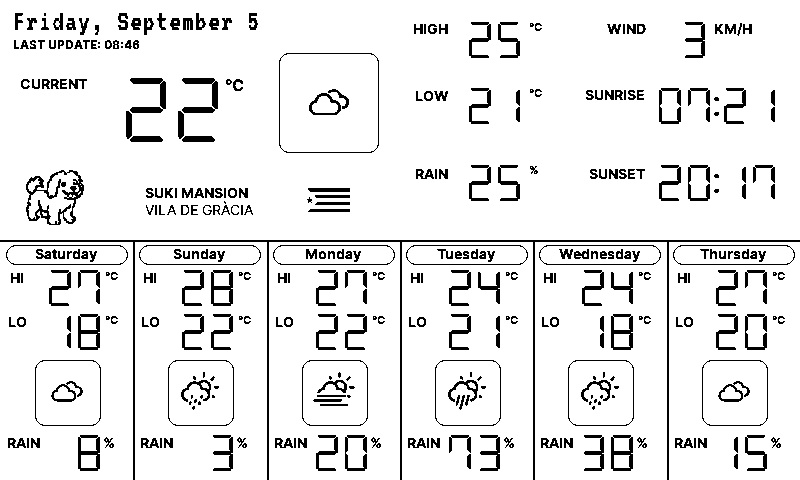 Friday, September 5
LAST UPDATE: 08:46
CURRENT 22 °C
HIGH 25 °C
LOW 21 °C
RAIN 25 %
WIND 3 KM/H
SUNRISE 07:21
SUNSET 20:17
SUKI MANSION
VILA DE GRÀCIA
Saturday
HI 27 °C
LO 18 °C
RAIN 8 %
Sunday
HI 28 °C
LO 22 °C
RAIN 3 %
Monday
HI 27 °C
LO 22 °C
RAIN 20 %
Tuesday
HI 24 °C
LO 21 °C
RAIN 73 %
Wednesday
HI 24 °C
LO 18 °C
RAIN 38 %
Thursday
HI 27 °C
LO 20 °C
RAIN 15 %